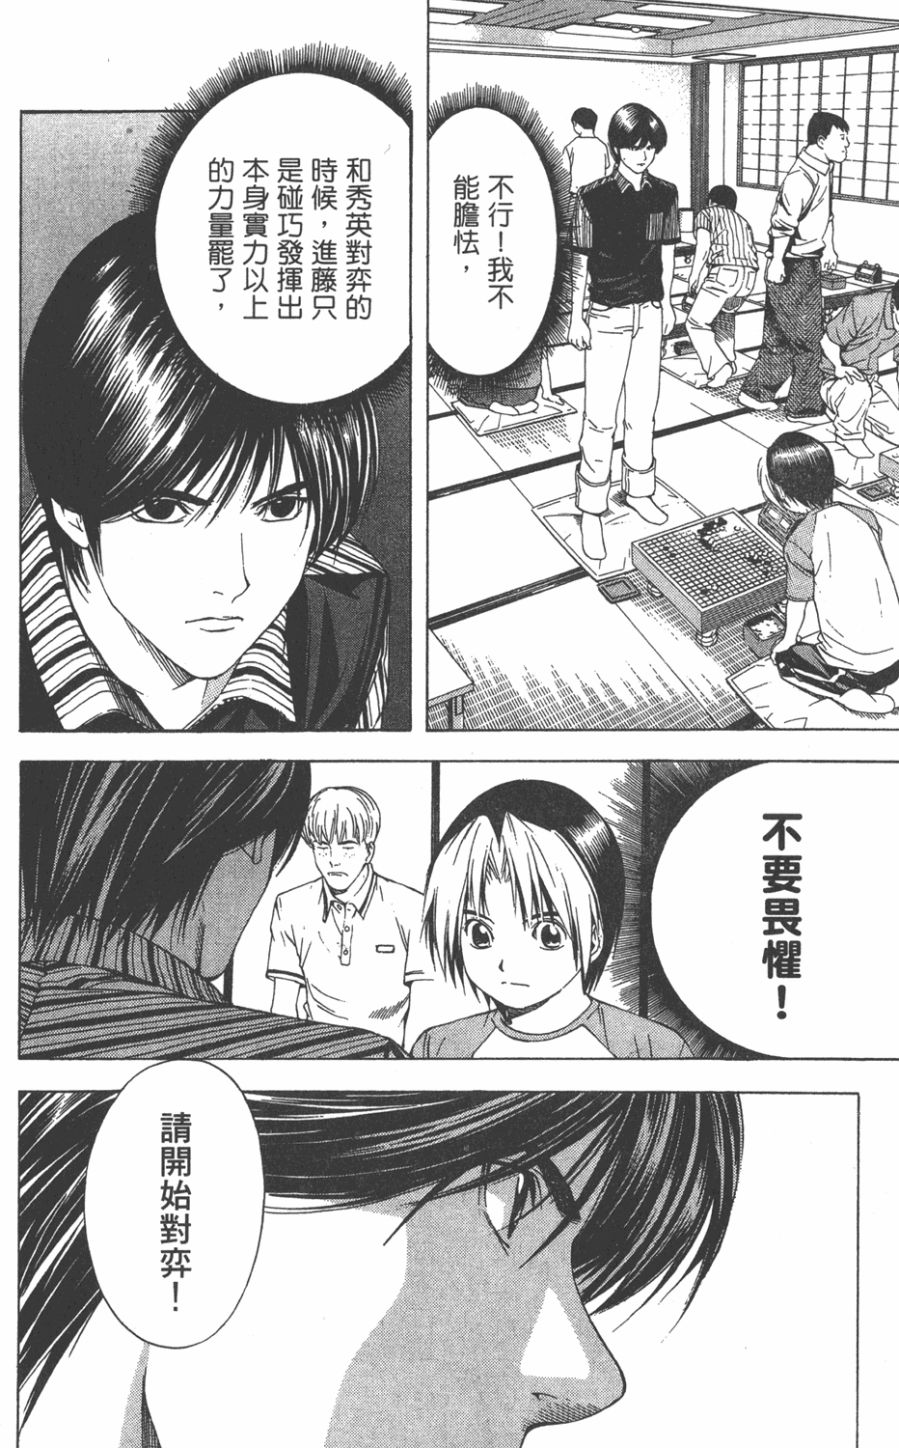 不行！我不
能膽怯，
和秀英對弈的
時候，進藤只
是碰巧發揮出
本身實力以上
的力量罷了，
不要畏懼！
請開始對弈！